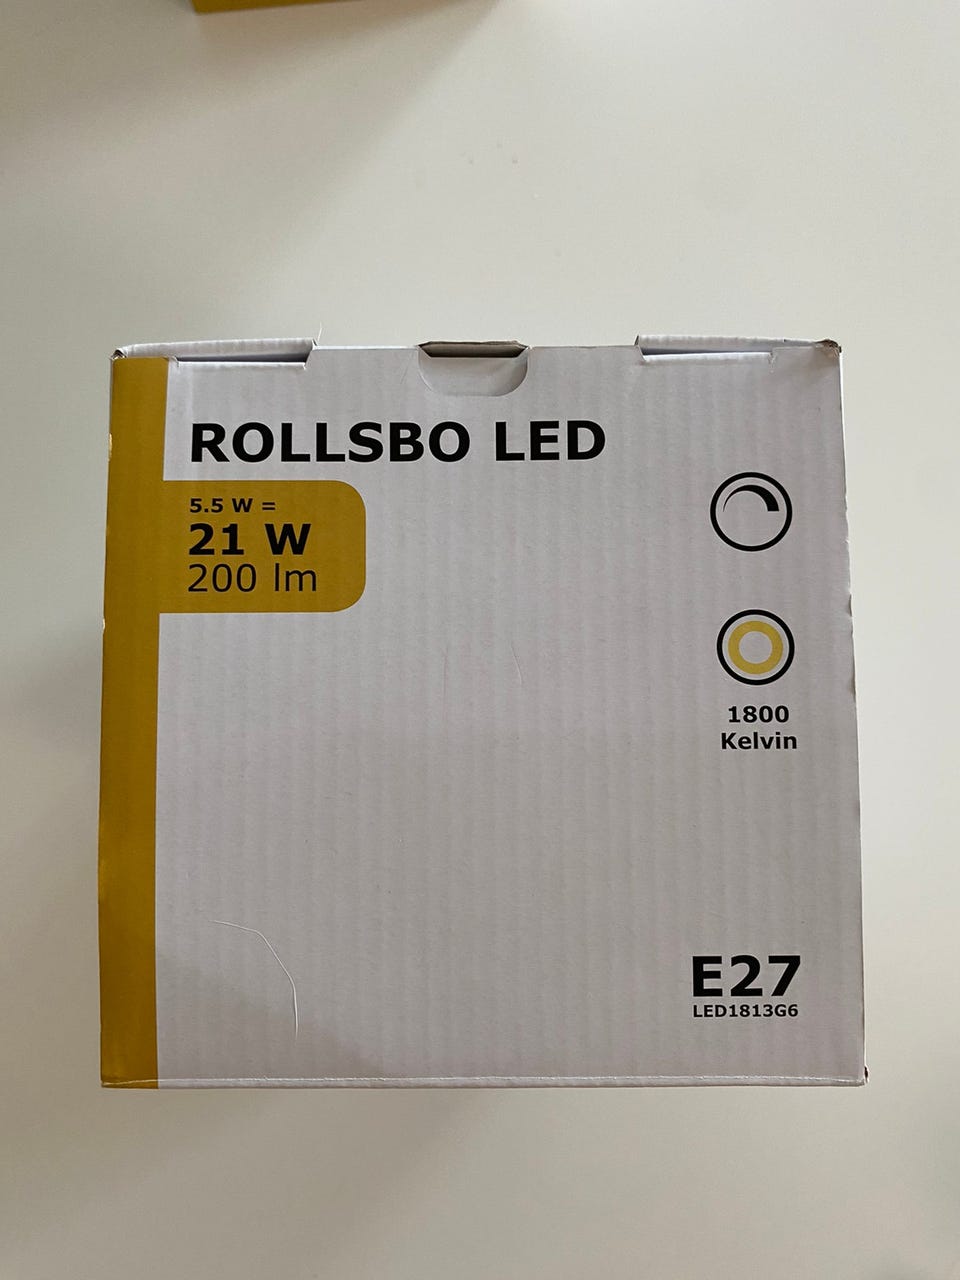 ROLLSBO LED
5.5 W =
21 W
200 lm
1800
Kelvin
E27
LED1813G6